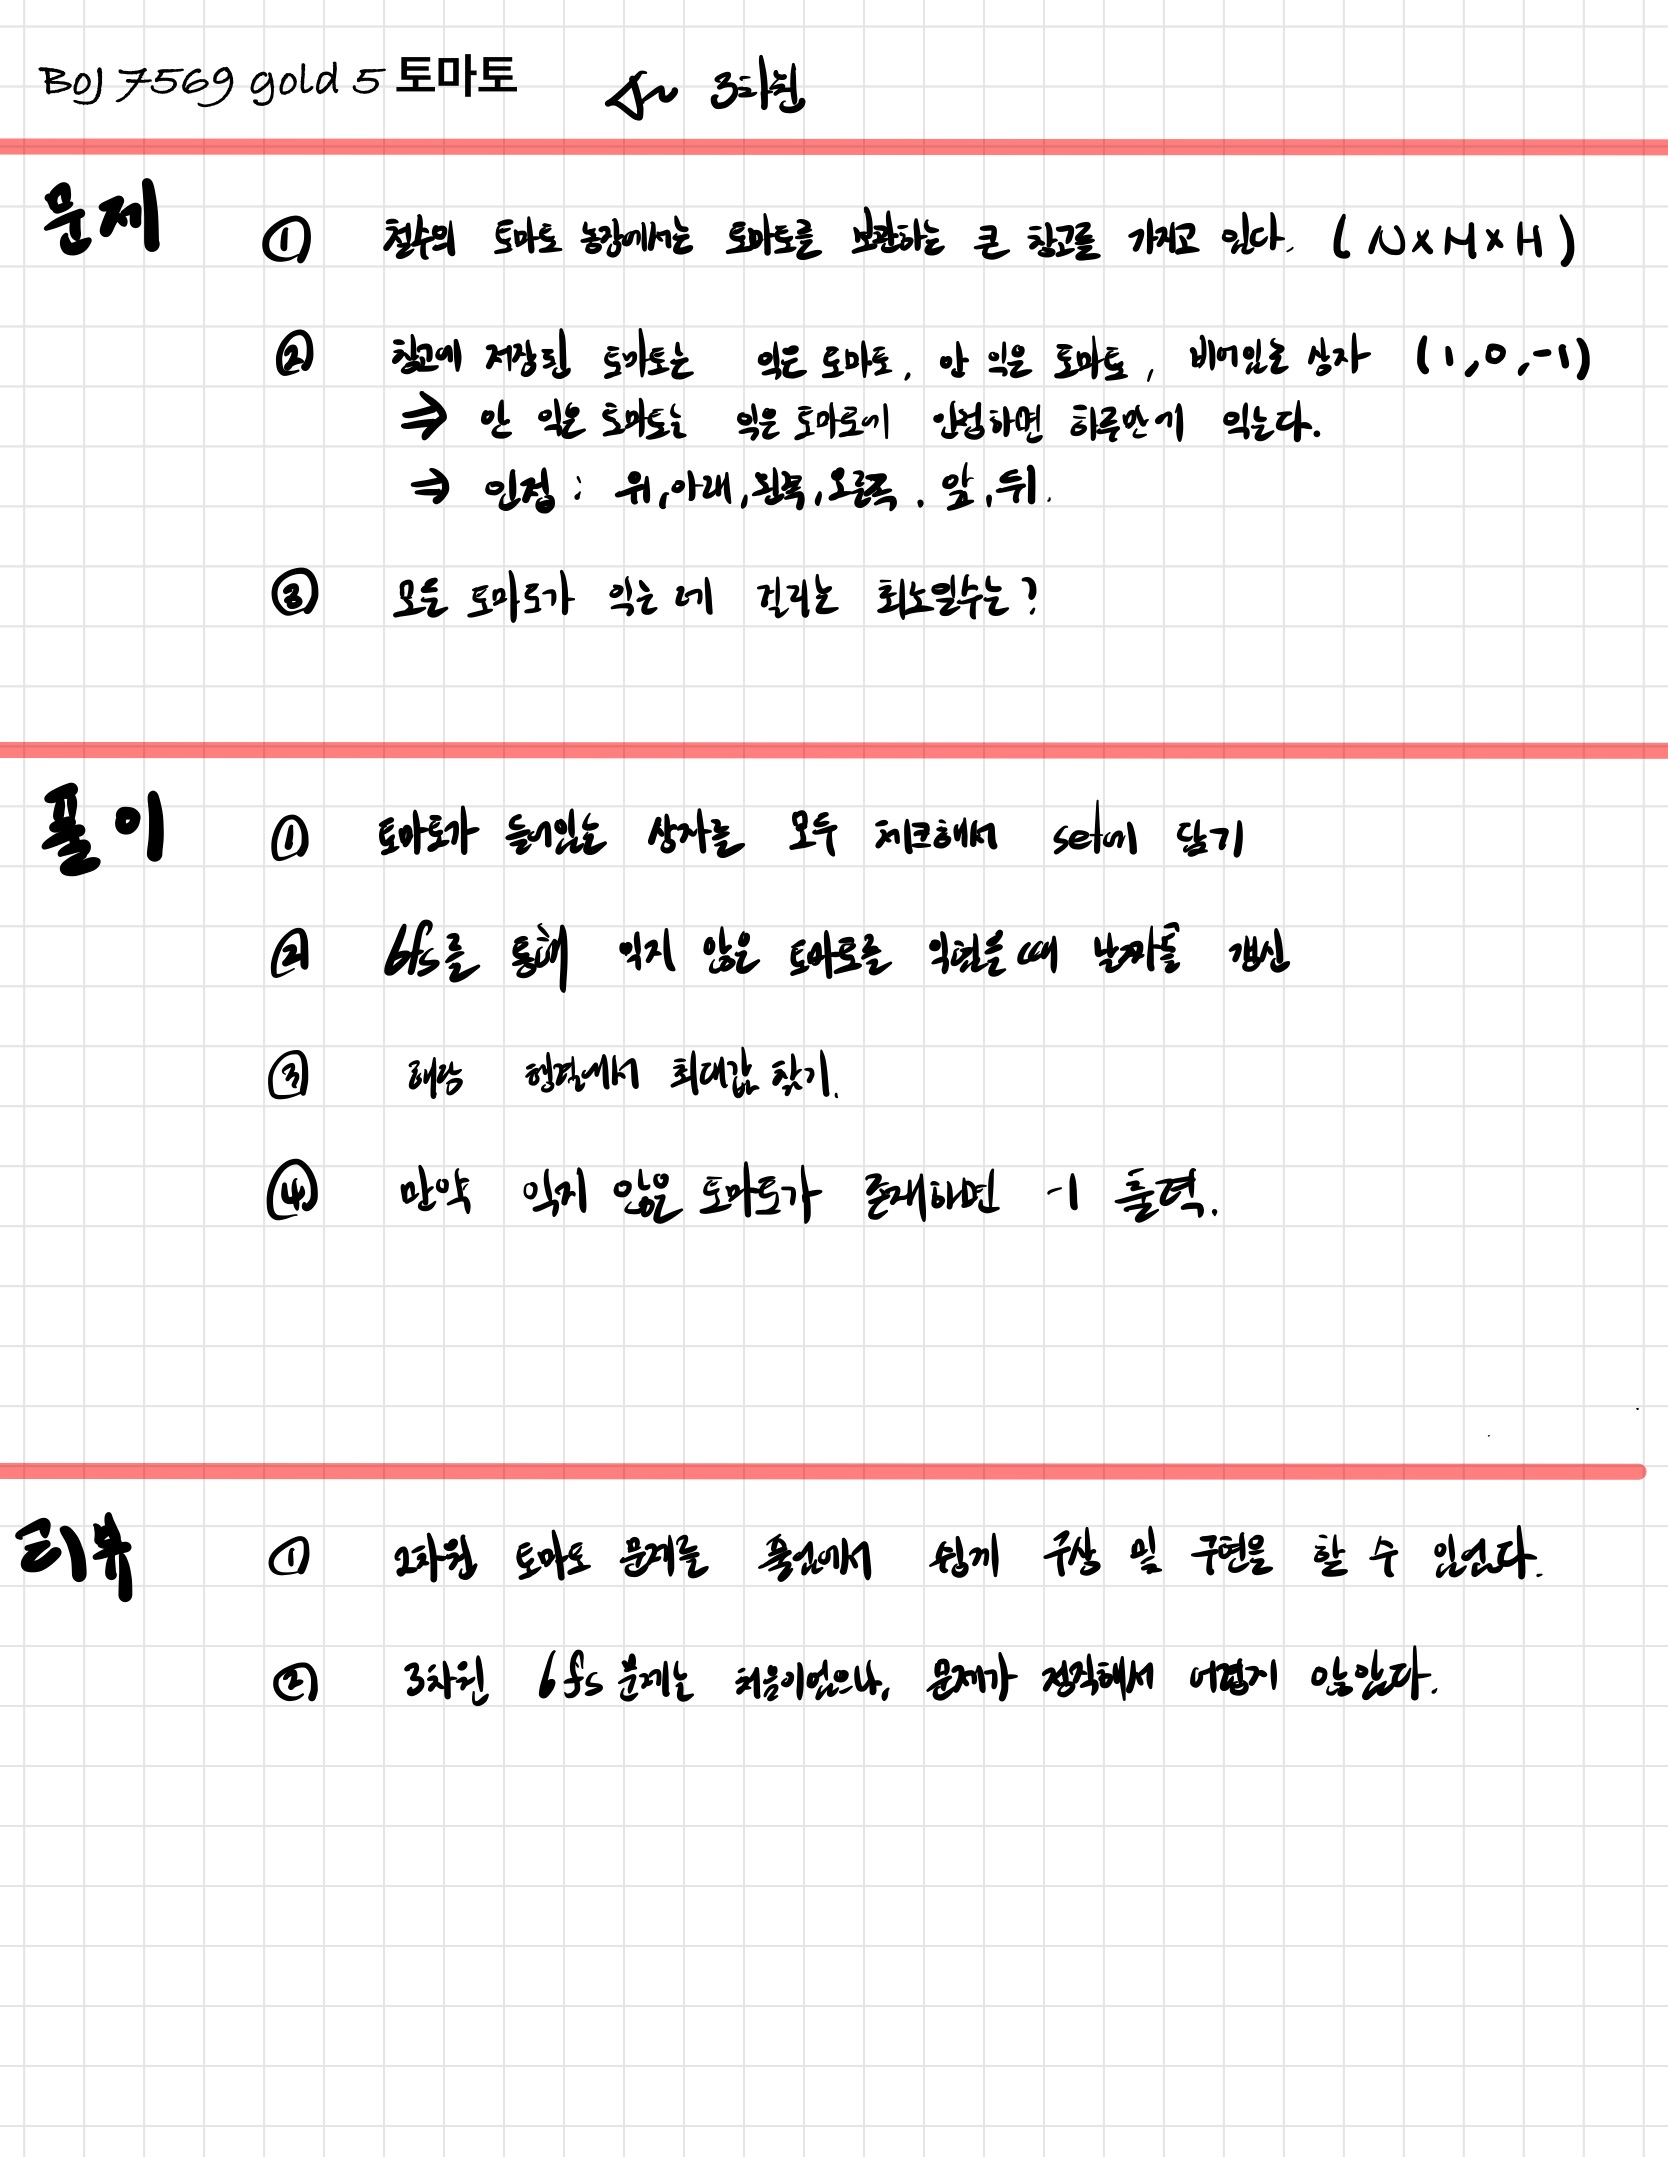 BOJ 7569 gold 5 토마토 3차원
문제 ① 철수의 토마토 농장에서는 토마토를 보관하는 큰 창고를 가지고 있다. (N×M×H)
② 창고에 저장된 토마토는 익은 토마토, 안 익은 토마토, 비어있는 상자 (1,0,-1)
⇒ 안 익은 토마토는 익은 토마토에 인접하면 하루만에 익는다.
⇒ 인접: 위,아래,왼쪽,오른쪽,앞,뒤.
③ 모든 토마토가 익는데 걸리는 최소일수는?
풀이 ① 토마토가 들어있는 상자를 모두 체크해서 set에 담기
② bfs를 통해 익지 않은 토마토를 익힐때 날짜를 갱신
③ 해당 행렬에서 최대값 찾기.
④ 만약 익지 않은 토마토가 존재하면 -1 출력.
리뷰 ① 2차원 토마토 문제를 풀었어서 쉽게 구상 및 구현을 할 수 있었다.
② 3차원 bfs 문제는 처음이었으나, 문제가 정직해서 어렵지 않았다.